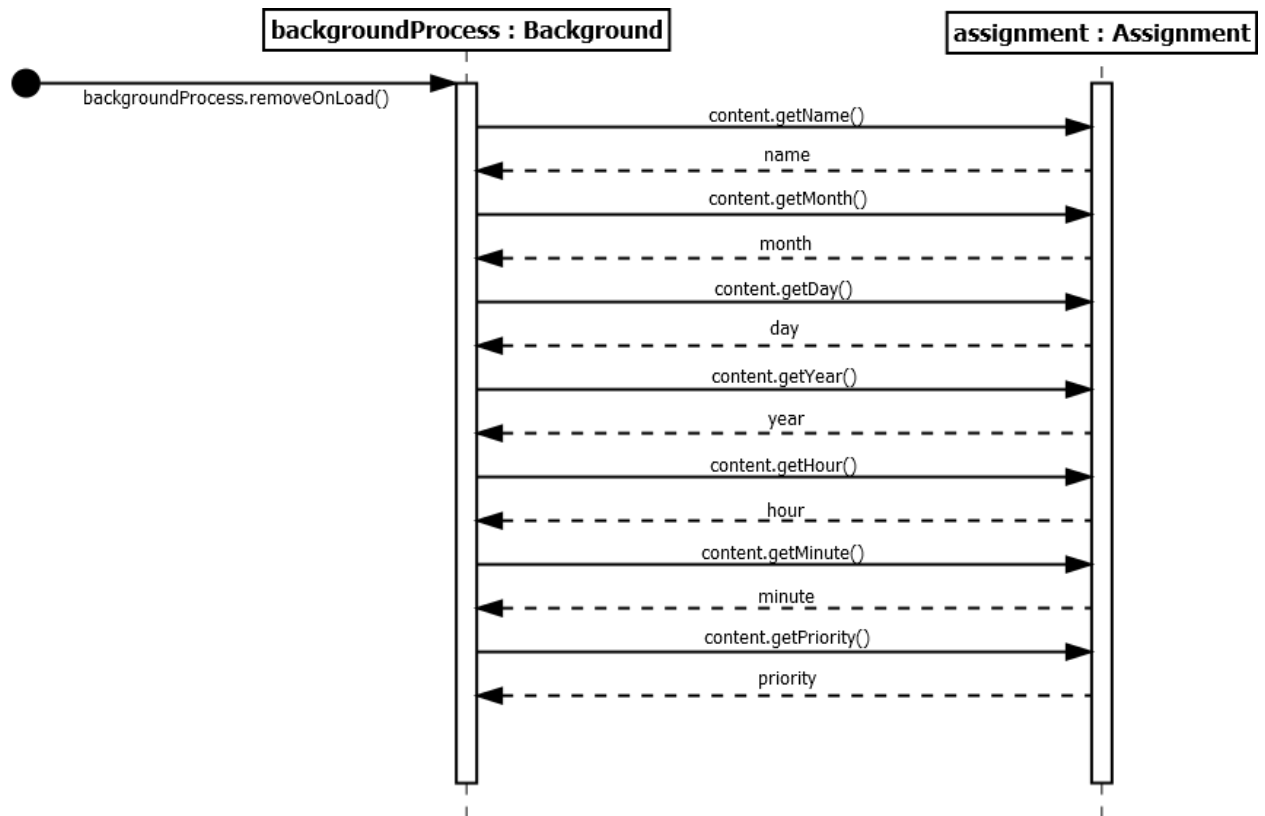 backgroundProcess : Background
assignment : Assignment
backgroundProcess.removeOnLoad()
content.getName()
name
content.getMonth()
month
content.getDay()
day
content.getYear()
year
content.getHour()
hour
content.getMinute()
minute
content.getPriority()
priority